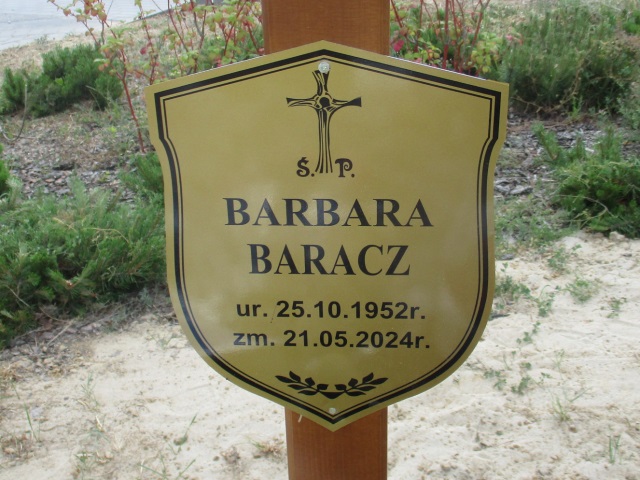 Ś. P.
BARBARA
BARACZ
ur. 25.10.1952r.
zm. 21.05.2024r.